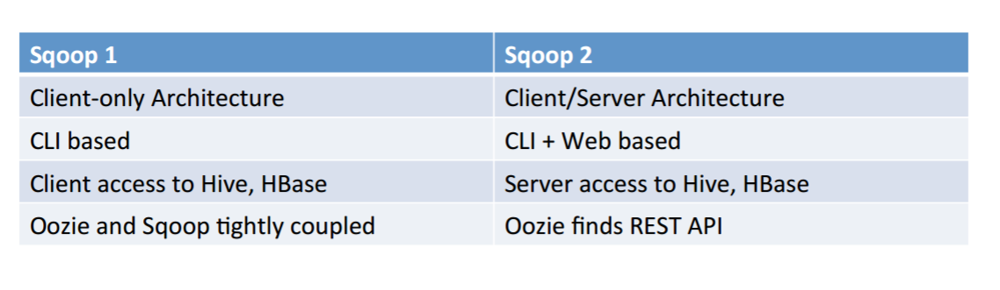 Sqoop 1 Sqoop 2
Client-only Architecture Client/Server Architecture
CLI based CLI + Web based
Client access to Hive, HBase Server access to Hive, HBase
Oozie and Sqoop tightly coupled Oozie finds REST API